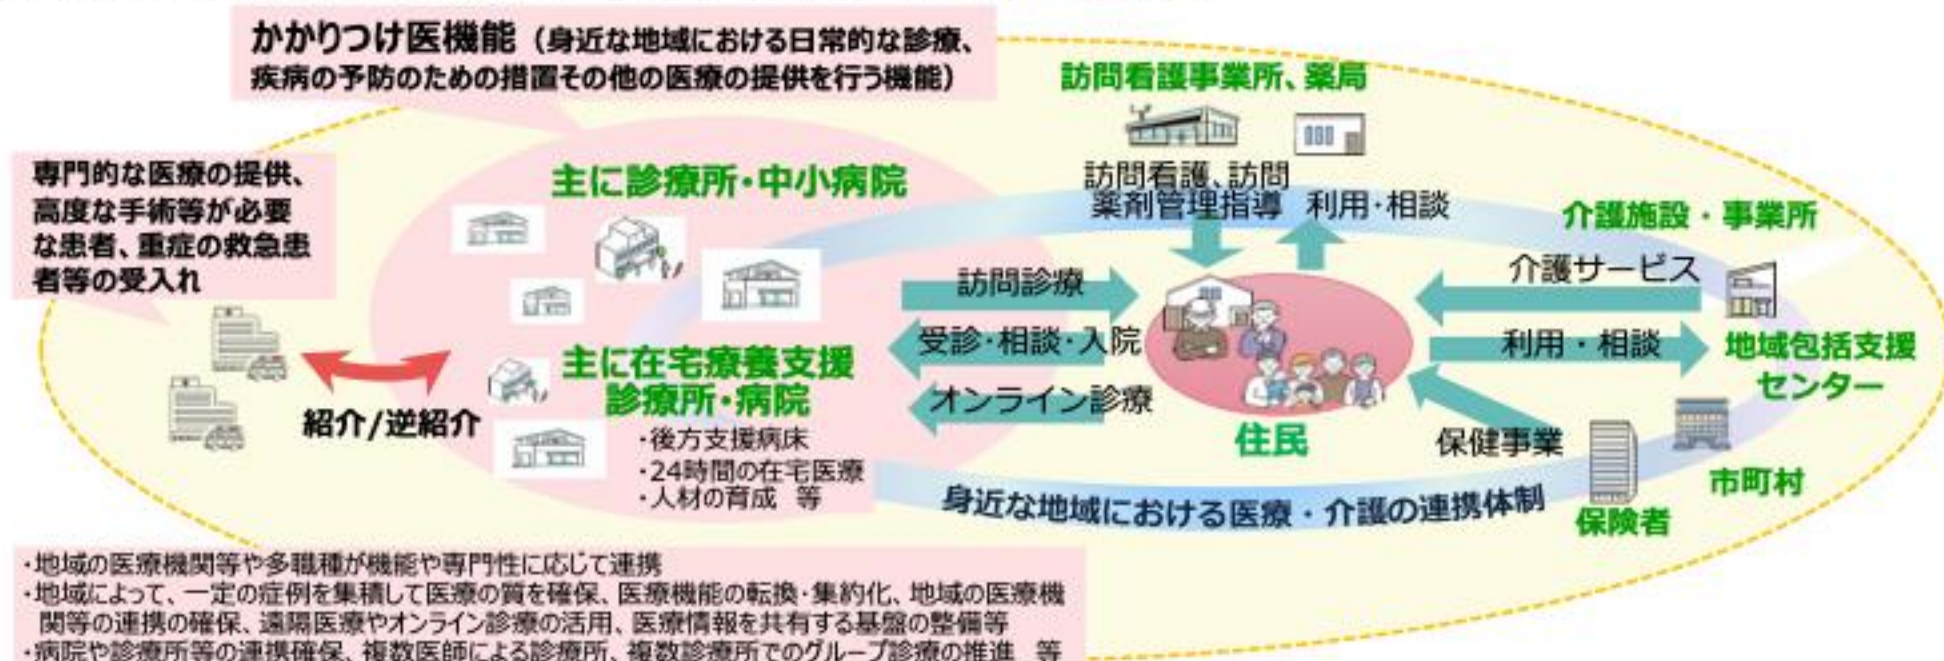 かかりつけ医機能（身近な地域における日常的な診療、
疾病の予防のための措置その他の医療の提供を行う機能）
専門的な医療の提供、
高度な手術等が必要
な患者、重症の救急患
者等の受入れ
主に診療所・中小病院
主に在宅療養支援
診療所・病院
・後方支援病床
・24時間の在宅医療
・人材の育成 等
紹介/逆紹介
訪問看護事業所、薬局
訪問看護、訪問
薬剤管理指導
利用・相談
訪問診療
受診・相談・入院
オンライン診療
住民
介護施設・事業所
介護サービス
利用・相談
地域包括支援
センター
保健事業
市町村
保険者
身近な地域における医療・介護の連携体制
・地域の医療機関等や多職種が機能や専門性に応じて連携
・地域によって、一定の症例を集積して医療の質を確保、医療機能の転換・集約化、地域の医療機
関等の連携の確保、遠隔医療やオンライン診療の活用、医療情報を共有する基盤の整備等
・病院や診療所等の連携確保、複数医師による診療所、複数診療所でのグループ診療の推進 等